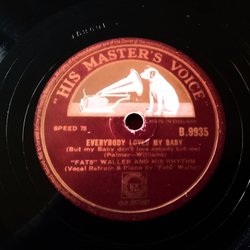 "HIS MASTER'S VOICE"
SPEED 78
B.9935
EVERYBODY LOVES MY BABY
(But my Baby don't love nobody but me)
(Palmer—Williams)
"FATS" WALLER AND HIS RHYTHM
(Vocal Refrain & Piano by "Fats" Waller)